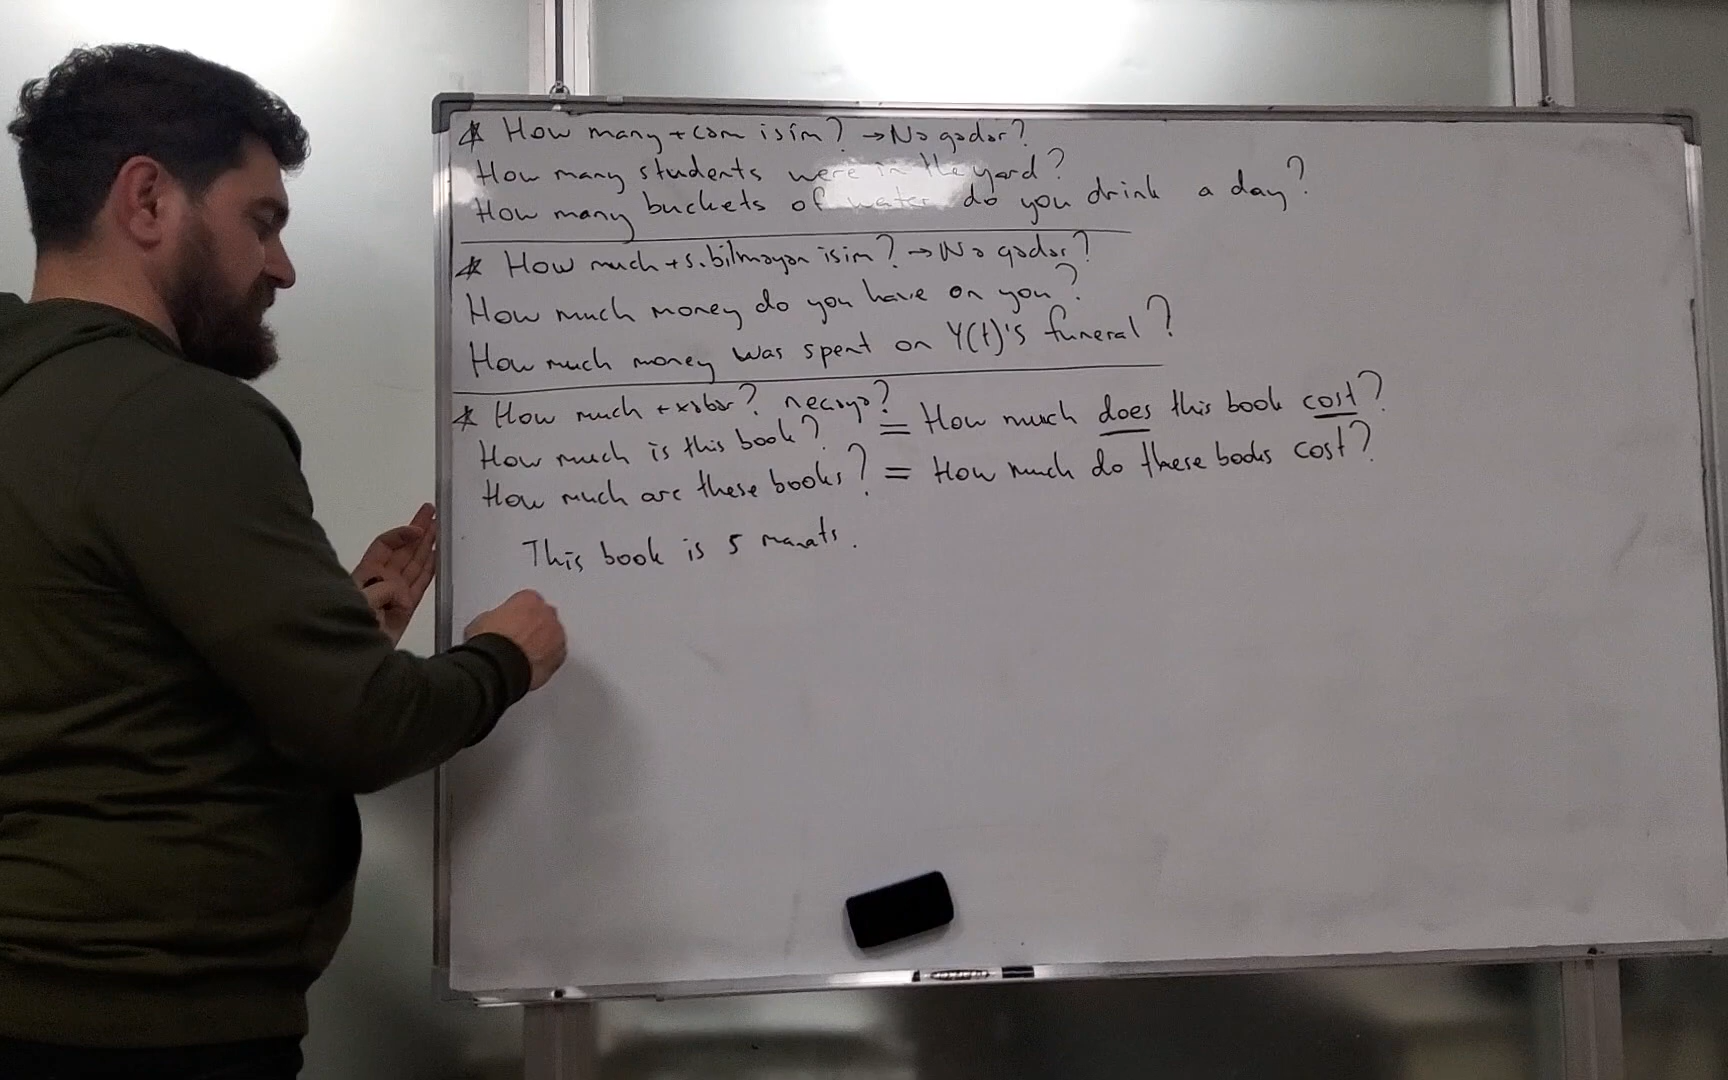 * How many + cəm isim? → Nə qədər?
How many students were in the yard?
How many buckets of water do you drink a day?
* How much + s. bilməyən isim? → Nə qədər?
How much money do you have on you?
How much money was spent on Y(t)'s funeral?
* How much + xəbər? neçəyə?
How much is this book? = How much does this book cost?
How much are these books? = How much do these books cost?
This book is 5 manats.